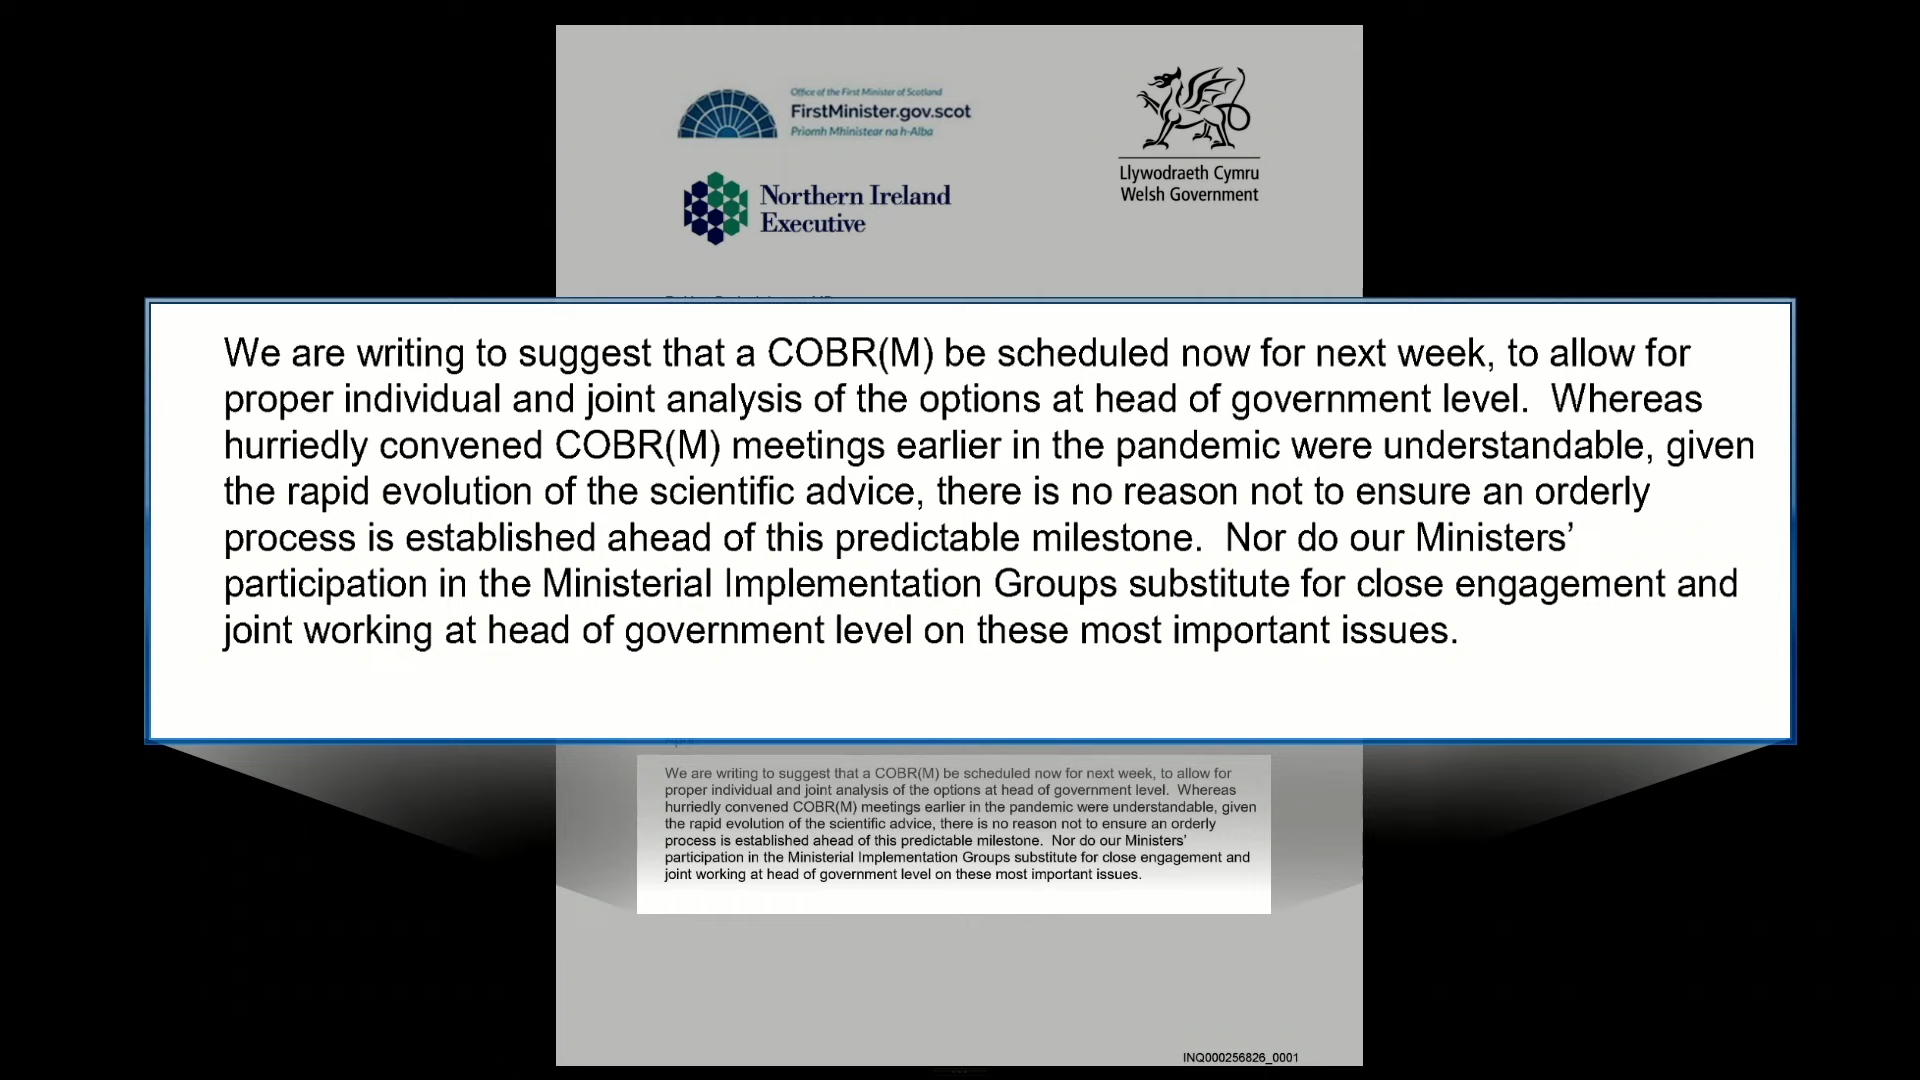 Office of the First Minister of Scotland
FirstMinister.gov.scot
Prìomh Mhinistear na h-Alba
Northern Ireland
Executive
Llywodraeth Cymru
Welsh Government
We are writing to suggest that a COBR(M) be scheduled now for next week, to allow for
proper individual and joint analysis of the options at head of government level.  Whereas
hurriedly convened COBR(M) meetings earlier in the pandemic were understandable, given
the rapid evolution of the scientific advice, there is no reason not to ensure an orderly
process is established ahead of this predictable milestone.  Nor do our Ministers’
participation in the Ministerial Implementation Groups substitute for close engagement and
joint working at head of government level on these most important issues.
We are writing to suggest that a COBR(M) be scheduled now for next week, to allow for
proper individual and joint analysis of the options at head of government level.  Whereas
hurriedly convened COBR(M) meetings earlier in the pandemic were understandable, given
the rapid evolution of the scientific advice, there is no reason not to ensure an orderly
process is established ahead of this predictable milestone.  Nor do our Ministers’
participation in the Ministerial Implementation Groups substitute for close engagement and
joint working at head of government level on these most important issues.
INQ000256826_0001